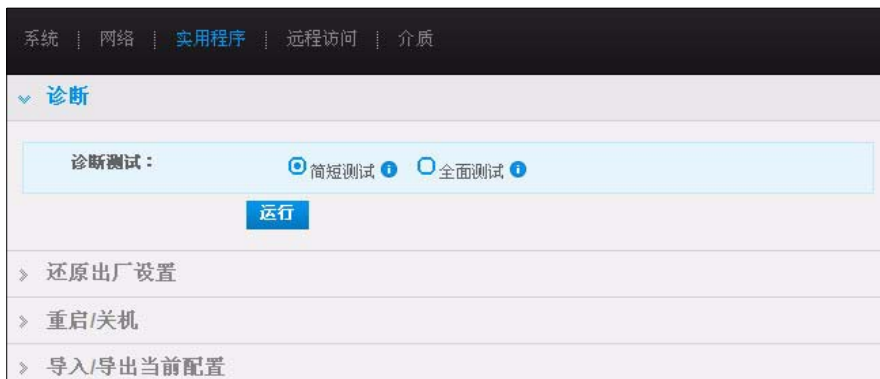 系统 | 网络 | 实用程序 | 远程访问 | 介质
诊断
诊断测试： 简短测试 全面测试
运行
还原出厂设置
重启/关机
导入/导出当前配置